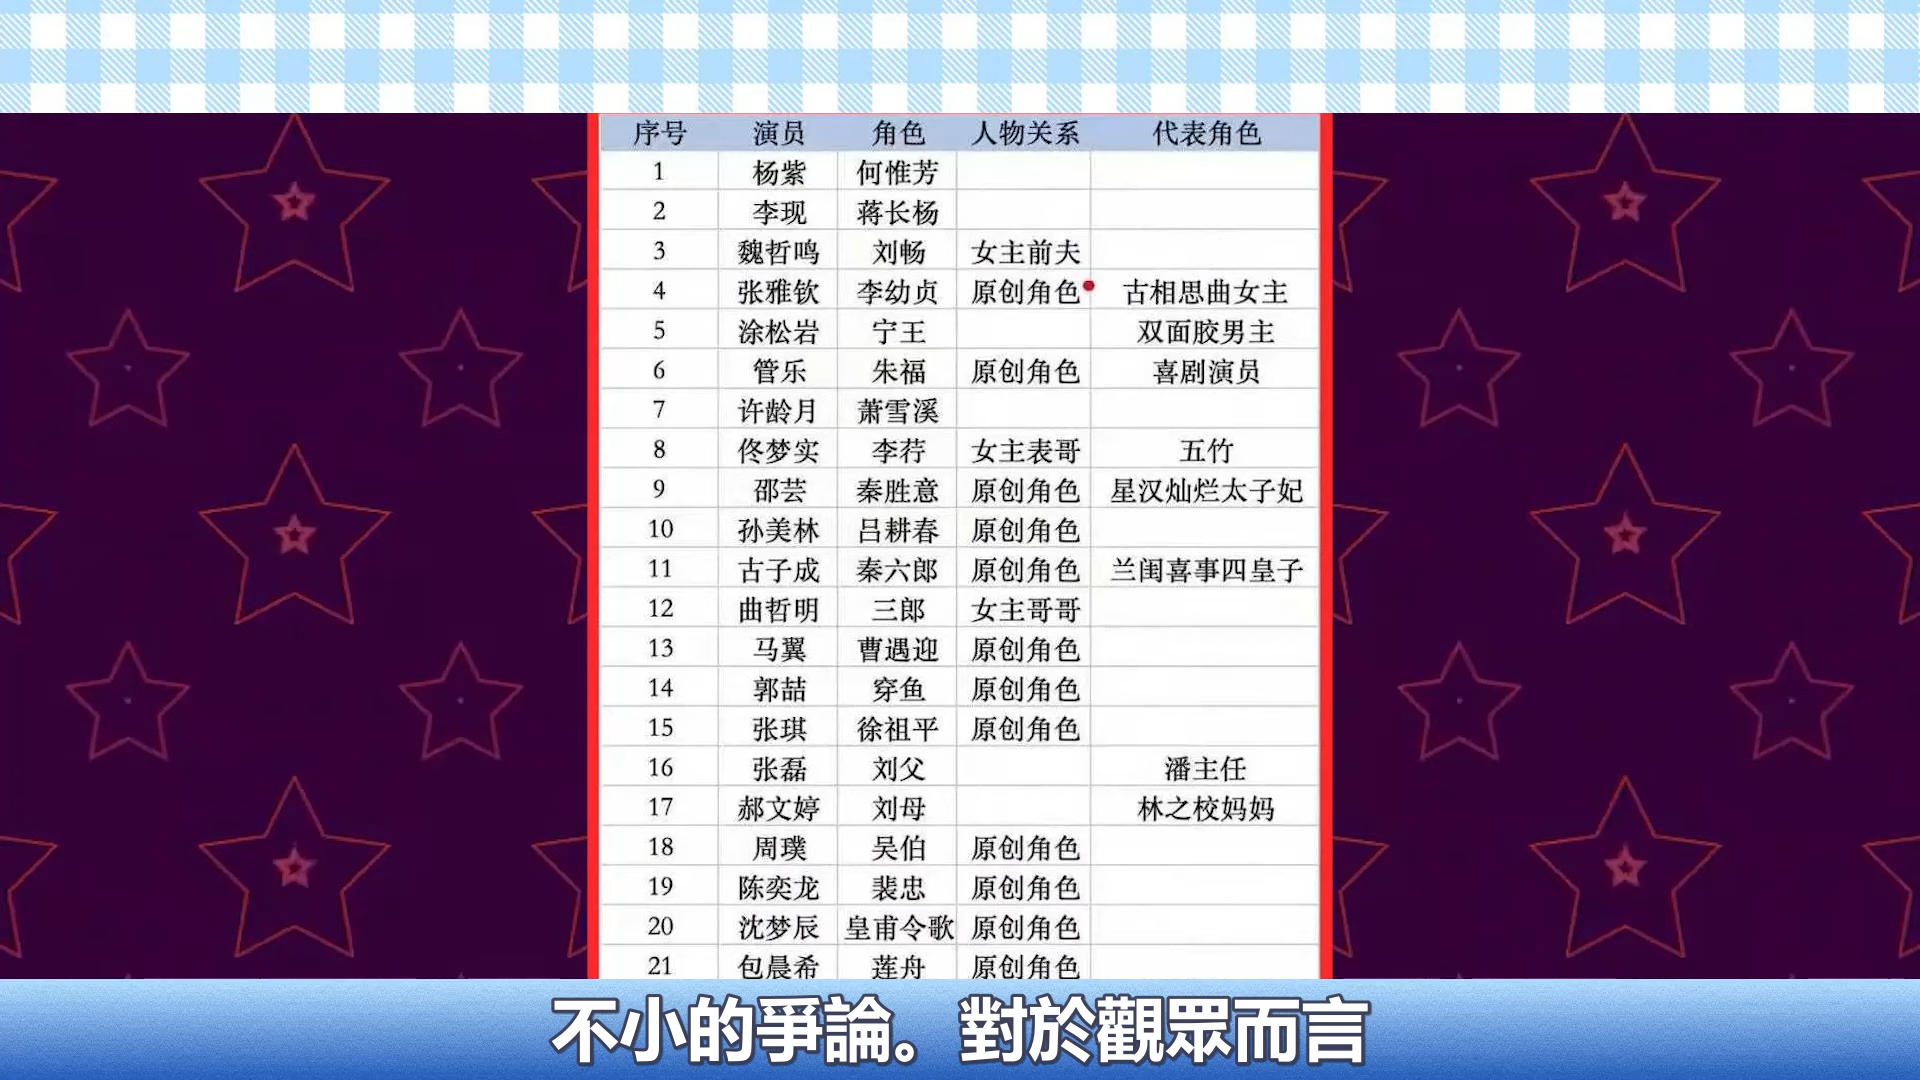 序号 演员 角色 人物关系 代表角色
1 杨紫 何惟芳
2 李现 蒋长杨
3 魏哲鸣 刘畅 女主前夫
4 张雅钦 李幼贞 原创角色 古相思曲女主
5 涂松岩 宁王 双面胶男主
6 管乐 朱福 原创角色 喜剧演员
7 许龄月 萧雪溪
8 佟梦实 李荇 女主表哥 五竹
9 邵芸 秦胜意 原创角色 星汉灿烂太子妃
10 孙美林 吕耕春 原创角色
11 古子成 秦六郎 原创角色 兰闺喜事四皇子
12 曲哲明 三郎 女主哥哥
13 马翼 曹遇迎 原创角色
14 郭喆 穿鱼 原创角色
15 张琪 徐祖平 原创角色
16 张磊 刘父 潘主任
17 郝文婷 刘母 林之校妈妈
18 周璞 吴伯 原创角色
19 陈奕龙 裴忠 原创角色
20 沈梦辰 皇甫令歌 原创角色
21 包晨希 莲舟 原创角色
不小的爭論。對於觀眾而言